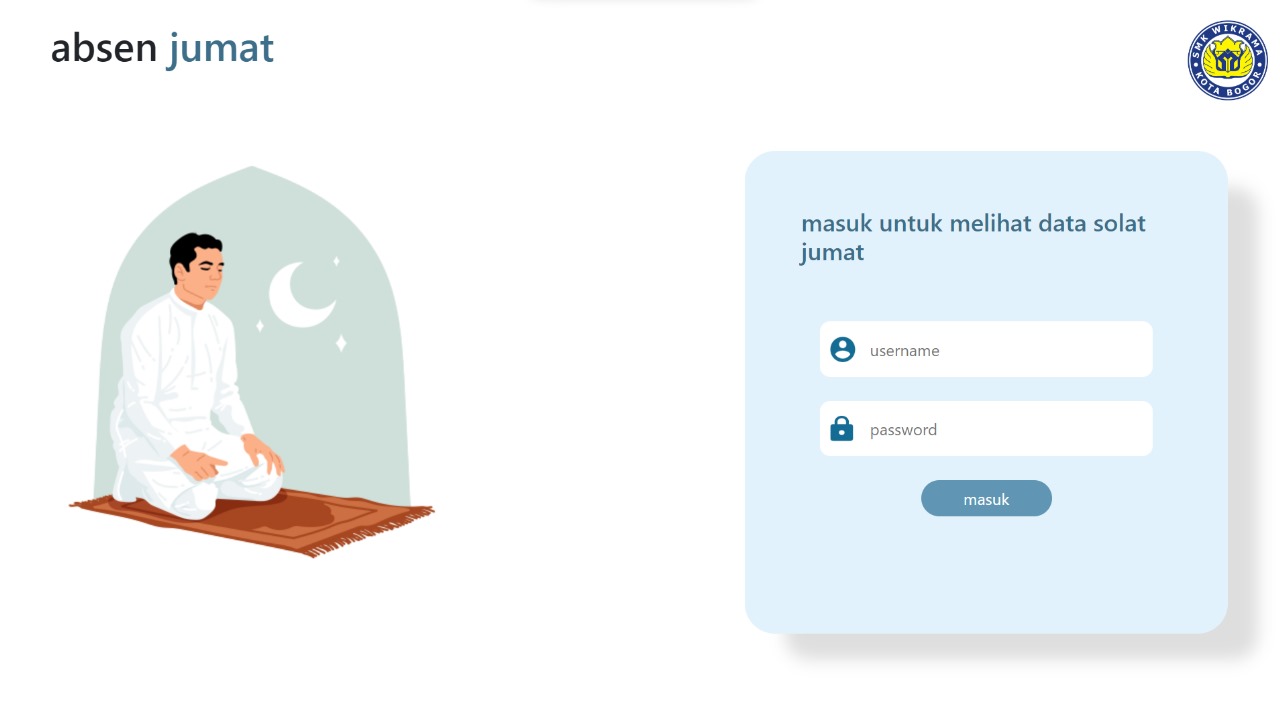 absen jumat
SMK WIKRAMA
KOTA BOGOR
masuk untuk melihat data solat
jumat
username
password
masuk